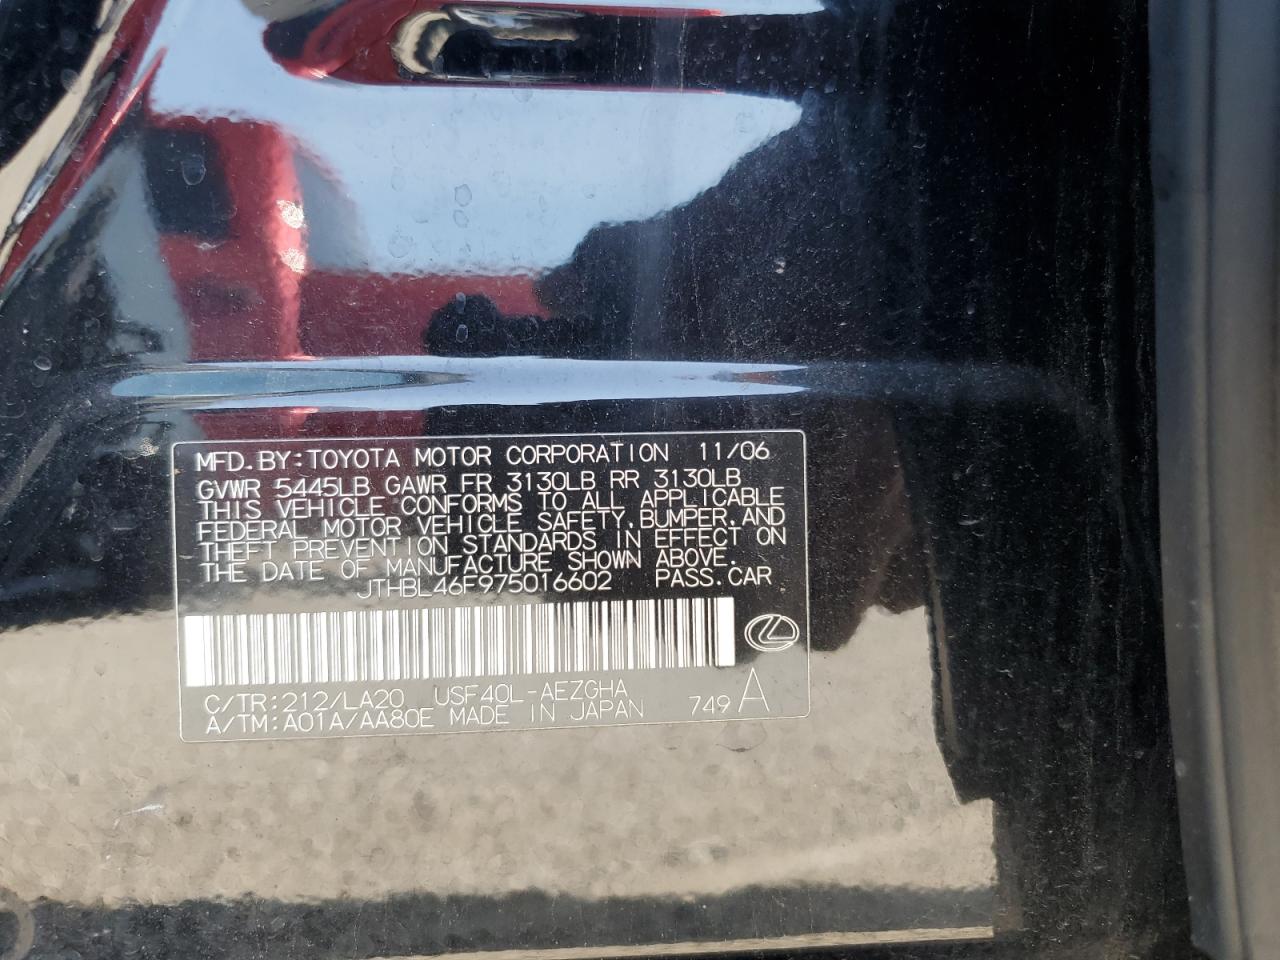 MFD.BY:TOYOTA MOTOR CORPORATION 11/06
GVWR 5445LB GAWR FR 3130LB RR 3130LB
THIS VEHICLE CONFORMS TO ALL APPLICABLE
FEDERAL MOTOR VEHICLE SAFETY,BUMPER,AND
THEFT PREVENTION STANDARDS IN EFFECT ON
THE DATE OF MANUFACTURE SHOWN ABOVE.
JTHBL46F975016602 PASS.CAR
C/TR:212/LA20 USF40L-AEZGHA
A/TM:A01A/AA80E MADE IN JAPAN 749 A